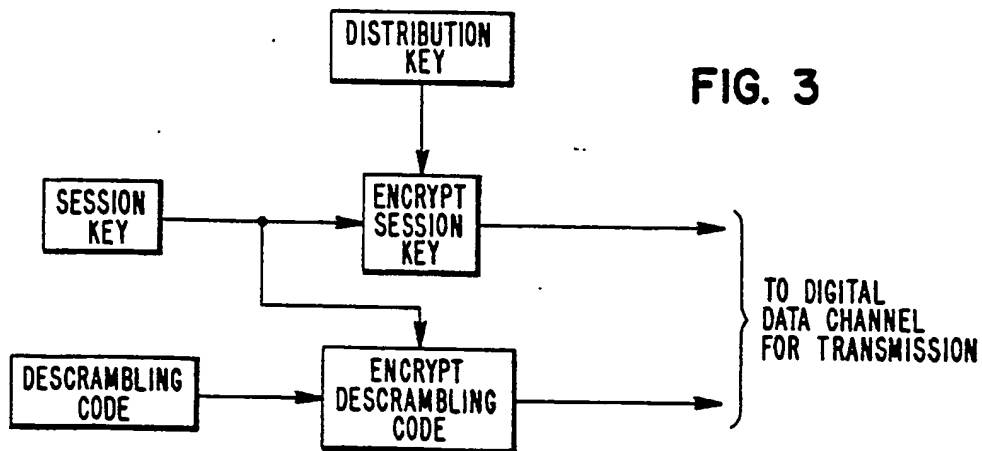 DISTRIBUTION
KEY
FIG. 3
SESSION
KEY
ENCRYPT
SESSION
KEY
TO DIGITAL
DATA CHANNEL
FOR TRANSMISSION
DESCRAMBLING
CODE
ENCRYPT
DESCRAMBLING
CODE